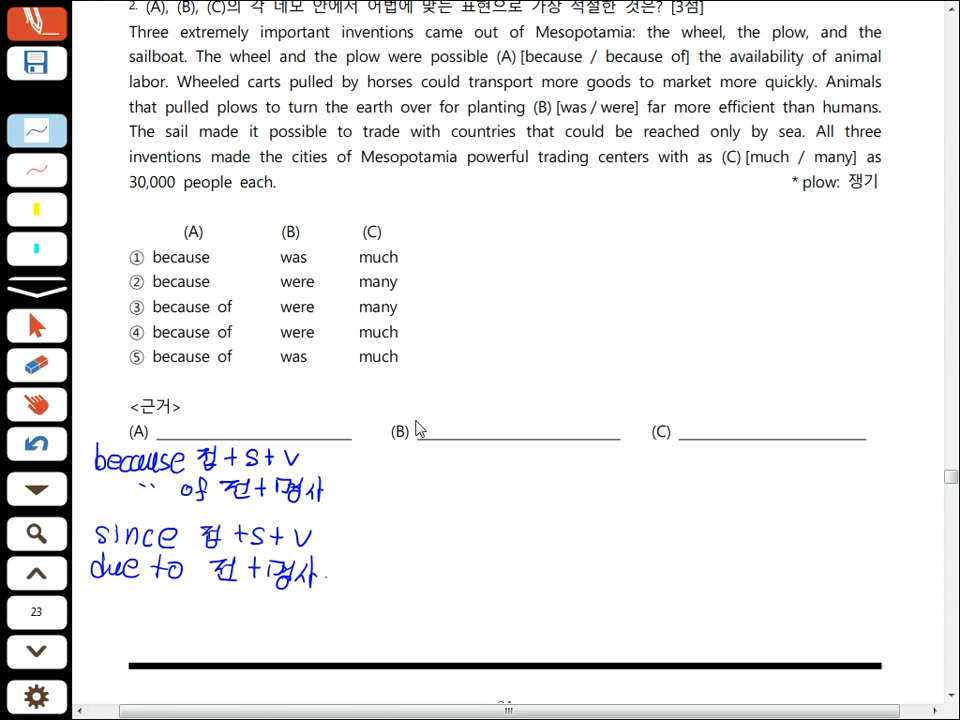 2. (A), (B), (C)의 각 네모 안에서 어법에 맞는 표현으로 가장 적절한 것은? [3점]
Three extremely important inventions came out of Mesopotamia: the wheel, the plow, and the
sailboat. The wheel and the plow were possible (A) [because / because of] the availability of animal
labor. Wheeled carts pulled by horses could transport more goods to market more quickly. Animals
that pulled plows to turn the earth over for planting (B) [was / were] far more efficient than humans.
The sail made it possible to trade with countries that could be reached only by sea. All three
inventions made the cities of Mesopotamia powerful trading centers with as (C) [much / many] as
30,000 people each. * plow: 쟁기
(A) (B) (C)
① because was much
② because were many
③ because of were many
④ because of were much
⑤ because of was much
<근거>
(A) (B) (C)
because 접+S+V
〃 of 전+명사
since 접+S+V
due to 전+명사.
23